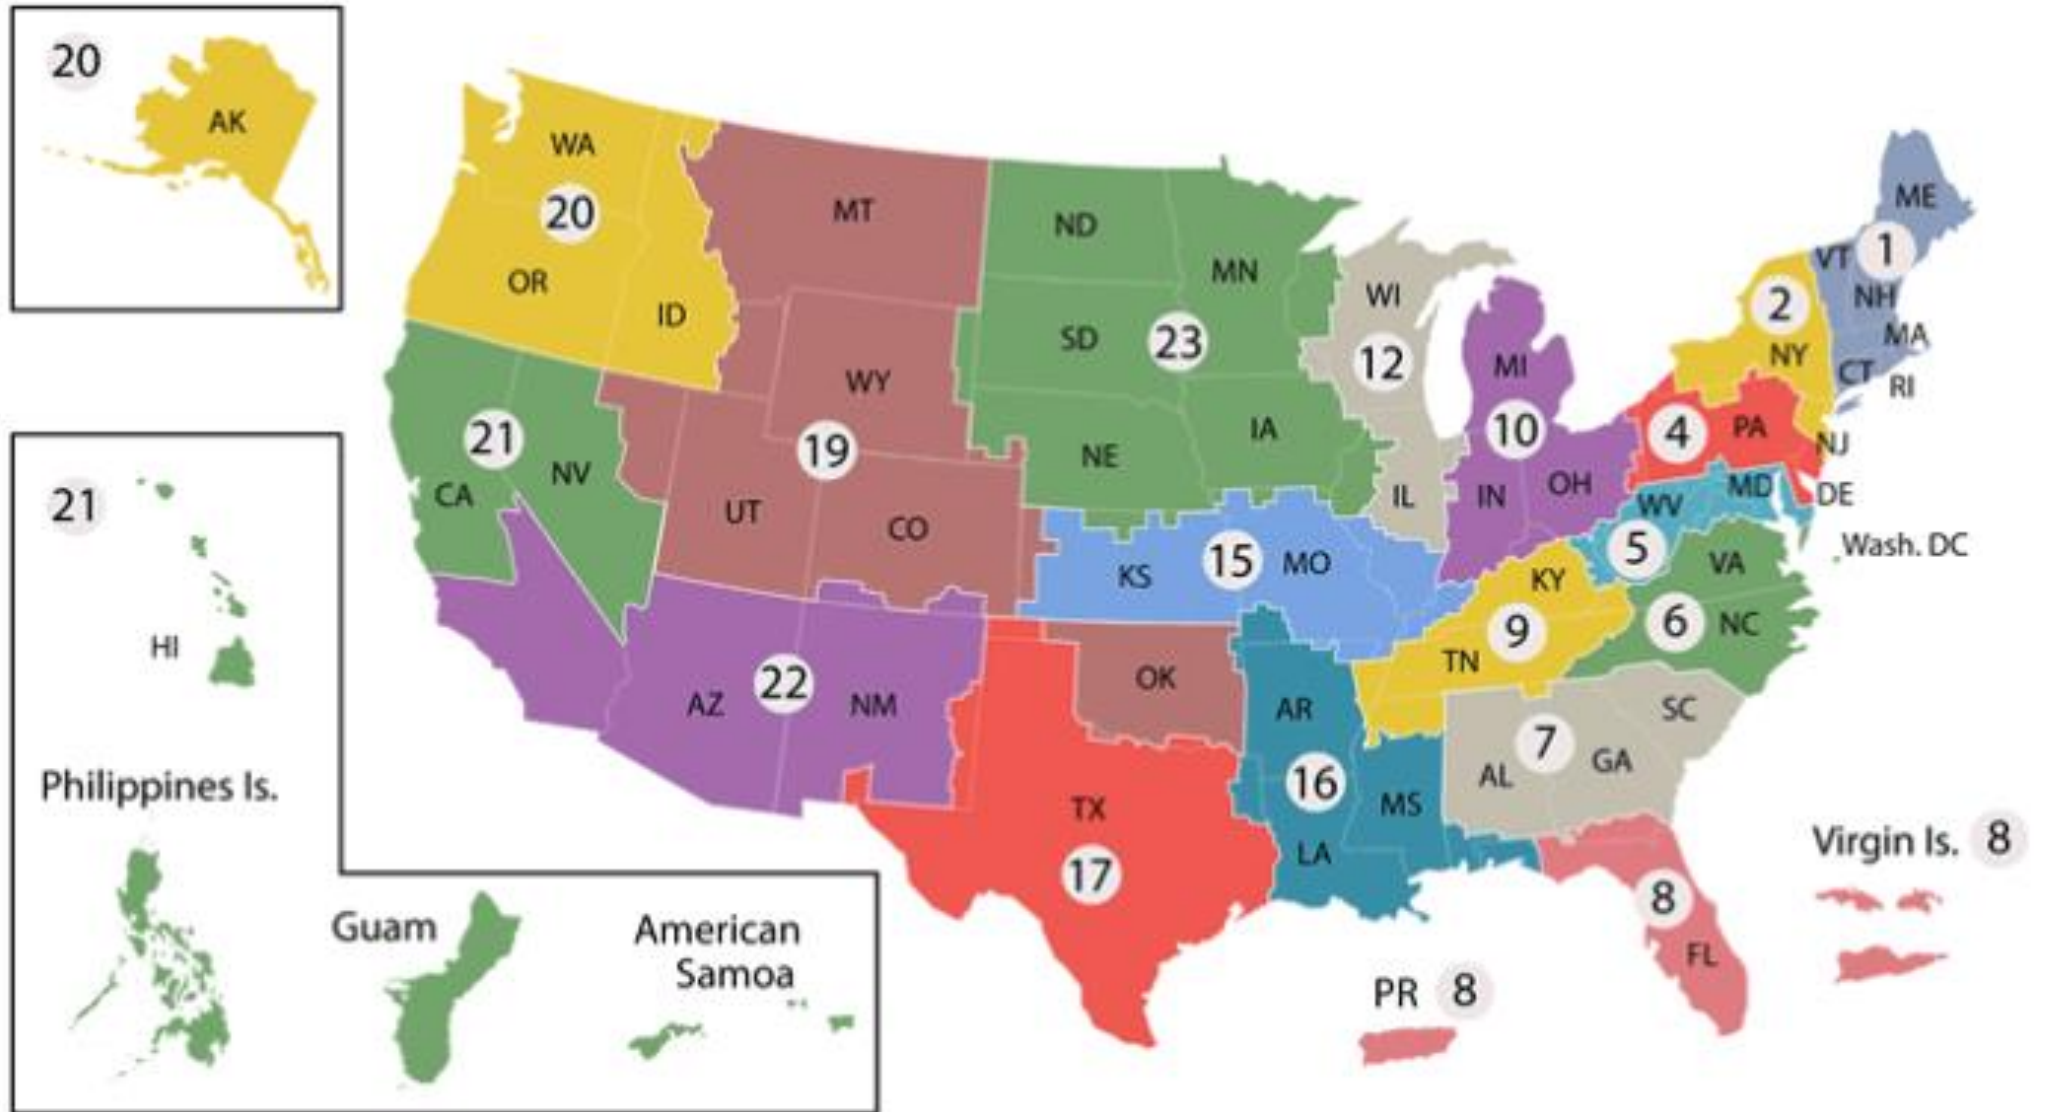 20
AK
WA
20
OR
ID
MT
WY
19
UT
CO
OK
ND
MN
SD
23
NE
IA
WI
12
IL
MI
10
IN
OH
ME
VT
1
NH
MA
CT
RI
2
NY
4
PA
NJ
DE
WV
MD
5
Wash. DC
VA
6
NC
KY
9
TN
KS
15
MO
21
CA
NV
AZ
22
NM
TX
17
AR
16
MS
LA
SC
7
AL
GA
8
FL
Virgin Is. 8
PR 8
21
HI
Philippines Is.
Guam
American
Samoa